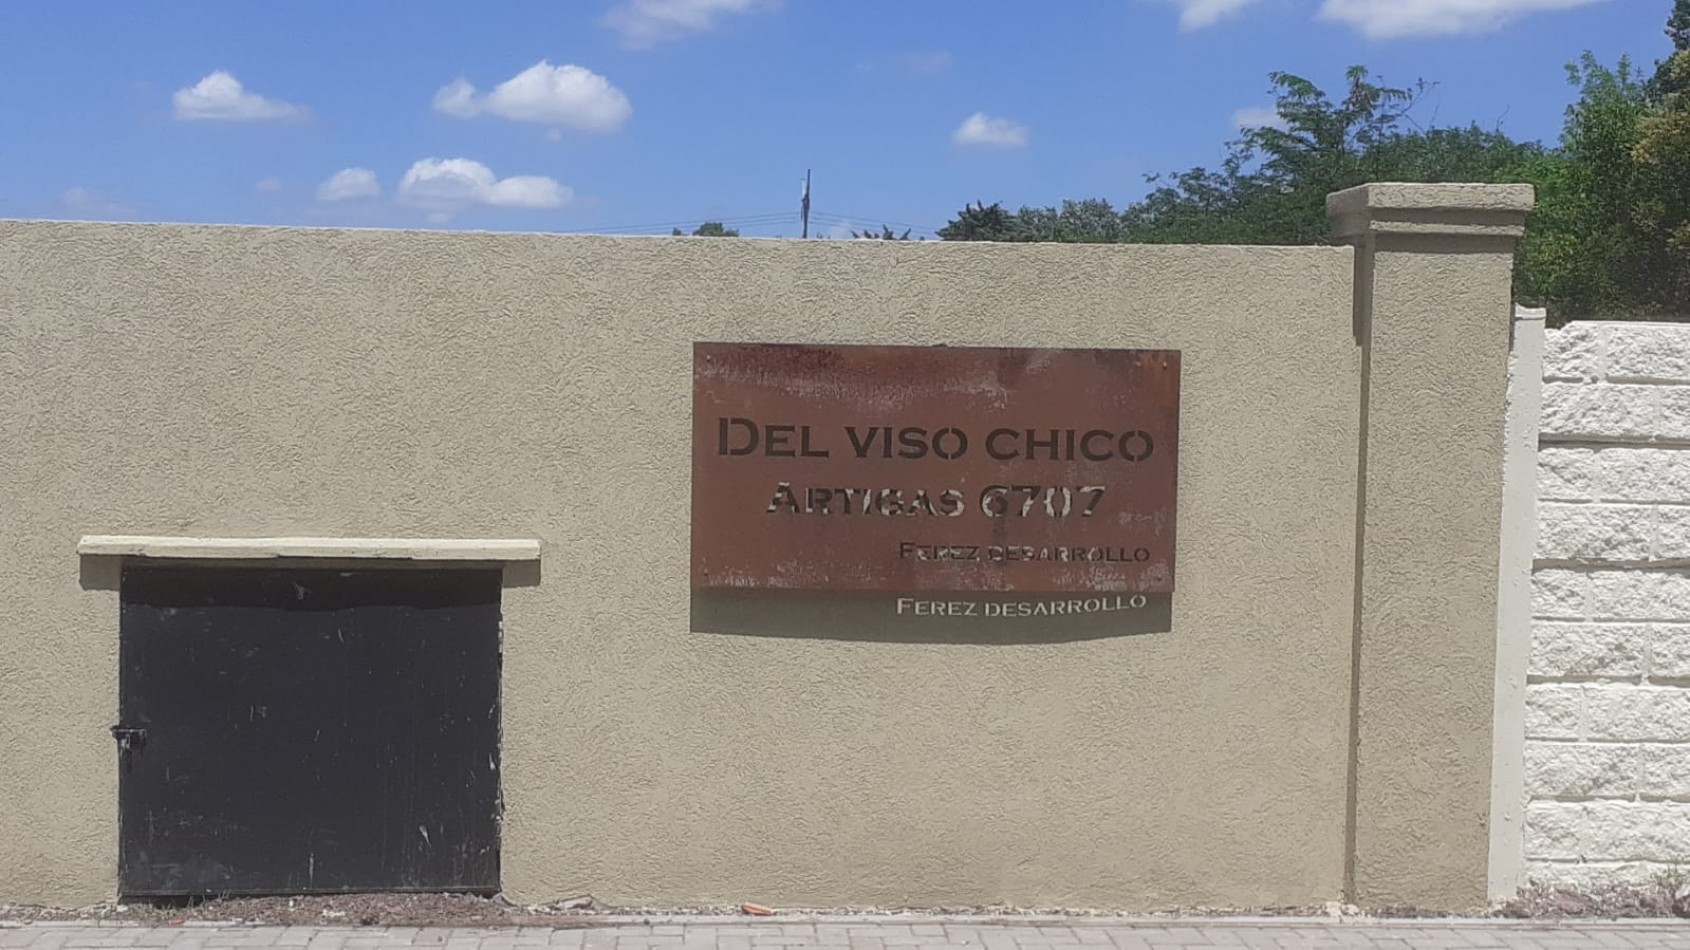 DEL VISO CHICO
ARTIGAS 6707
FEREZ DESARROLLO
FEREZ DESARROLLO